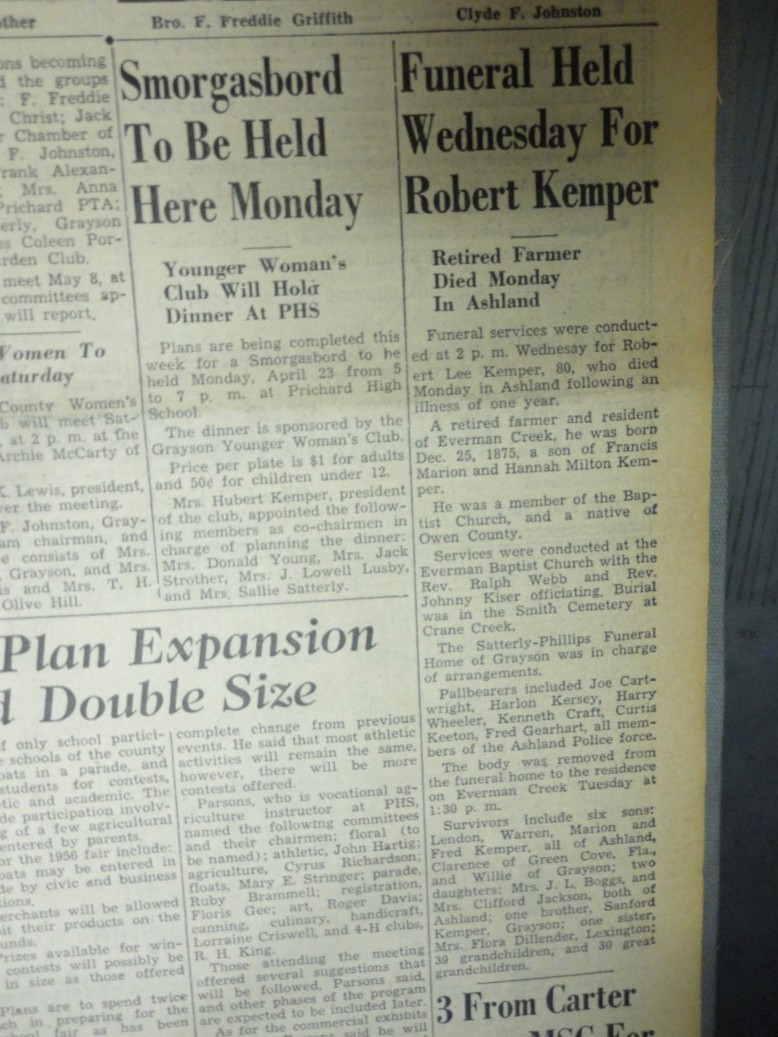 Bro. F. Freddie Griffith
Clyde F. Johnston
ons becoming
the groups
F. Freddie
Christ; Jack
Chamber of
F. Johnston,
Mrs. Anna
Prichard PTA;
Grayson
Coleen Por-
Club.
meet May 8, at
committees ap-
will report.
Women To
County Women's
will meet Sat-
at 2 p. m. at the
Archie McCarty of
Lewis, president,
the meeting.
F. Johnston, Gray-
chairman, and
consists of Mrs.
Grayson, and Mrs.
and Mrs. T. H.
Olive Hill.
Smorgasbord
To Be Held
Here Monday
Younger Woman's
Club Will Hold
Dinner At PHS
Plans are being completed this
week for a Smorgasbord to be
held Monday, April 23 from 5
to 7 p. m. at Prichard High
School.
The dinner is sponsored by the
Grayson Younger Woman's Club.
Price per plate is $1 for adults
and 50¢ for children under 12.
Mrs. Hubert Kemper, president
of the club, appointed the follow-
ing members as co-chairmen in
charge of planning the dinner:
Mrs. Donald Young, Mrs. Jack
Strother, Mrs. J. Lowell Lusby,
and Mrs. Sallie Satterly.
Funeral Held
Wednesday For
Robert Kemper
Retired Farmer
Died Monday
In Ashland
Funeral services were conduct-
ed at 2 p. m. Wednesay for Rob-
ert Lee Kemper, 80, who died
Monday in Ashland following an
illness of one year.
A retired farmer and resident
of Everman Creek, he was born
Dec. 25, 1875, a son of Francis
Marion and Hannah Milton Kem-
per.
He was a member of the Bap-
tist Church, and a native of
Owen County.
Services were conducted at the
Everman Baptist Church with the
Rev. Ralph Webb and Rev.
Johnny Kiser officiating. Burial
was in the Smith Cemetery at
Crane Creek.
The Satterly-Phillips Funeral
Home of Grayson was in charge
of arrangements.
Pallbearers included Joe Cart-
wright, Harlon Kersey, Harry
Wheeler, Kenneth Craft, Curtis
Keeton, Fred Gearhart, all mem-
bers of the Ashland Police force.
The body was removed from
the funeral home to the residence
on Everman Creek Tuesday at
1:30 p. m.
Survivors include six sons:
Lendon, Warren, Marion and
Fred Kemper, all of Ashland,
Clarence of Green Cove, Fla.,
and Willie of Grayson; two
daughters: Mrs. J. L. Boggs, and
Mrs. Clifford Jackson, both of
Ashland; one brother, Sanford
Kemper, Grayson; one sister,
Mrs. Flora Dillender, Lexington;
39 grandchildren, and 30 great
grandchildren.
Plan Expansion
Double Size
of only school partici-
schools of the county
in a parade, and
students for contests,
and academic. The
participation involv-
of a few agricultural
entered by parents.
for the 1956 fair include:
may be entered in
by civic and business
merchants will be allowed
their products on the
Prizes available for win-
contests will possibly be
in size as those offered
Plans are to spend twice
in preparing for the
fair as has been
complete change from previous
events. He said that most athletic
activities will remain the same,
however, there will be more
contests offered.
Parsons, who is vocational ag-
riculture instructor at PHS,
named the following committees
and their chairmen; floral (to
be named); athletic, John Hartig;
agriculture, Cyrus Richardson;
floats, Mary E. Stringer; parade,
Ruby Brammell; registration,
Floris Gee; art, Roger Davis;
canning, culinary, handicraft,
Lorraine Criswell, and 4-H clubs,
R. H. King.
Those attending the meeting
offered several suggestions that
will be followed, Parsons said,
and other phases of the program
are expected to be included later.
As for the commercial exhibits
said he will
3 From Carter
MSC For